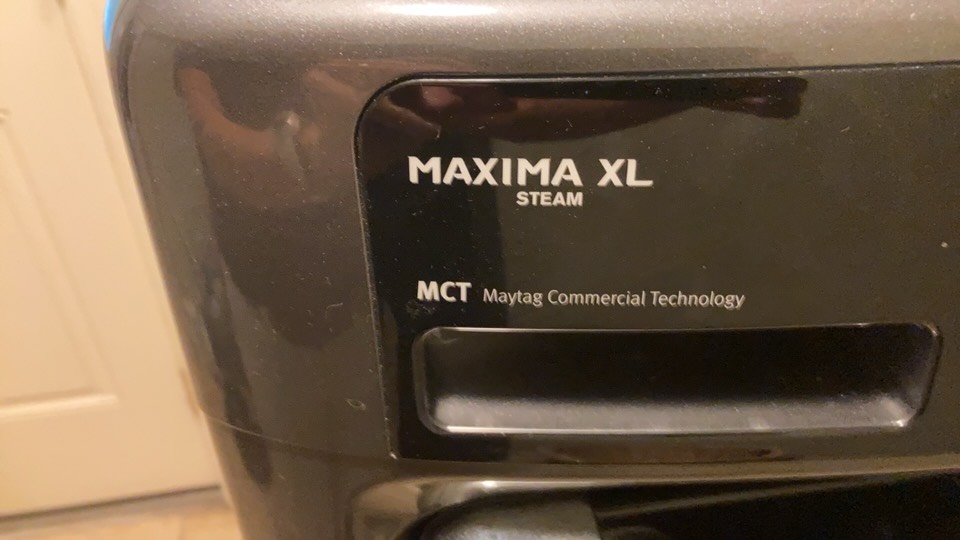 MAXIMA XL
STEAM
MCT Maytag Commercial Technology